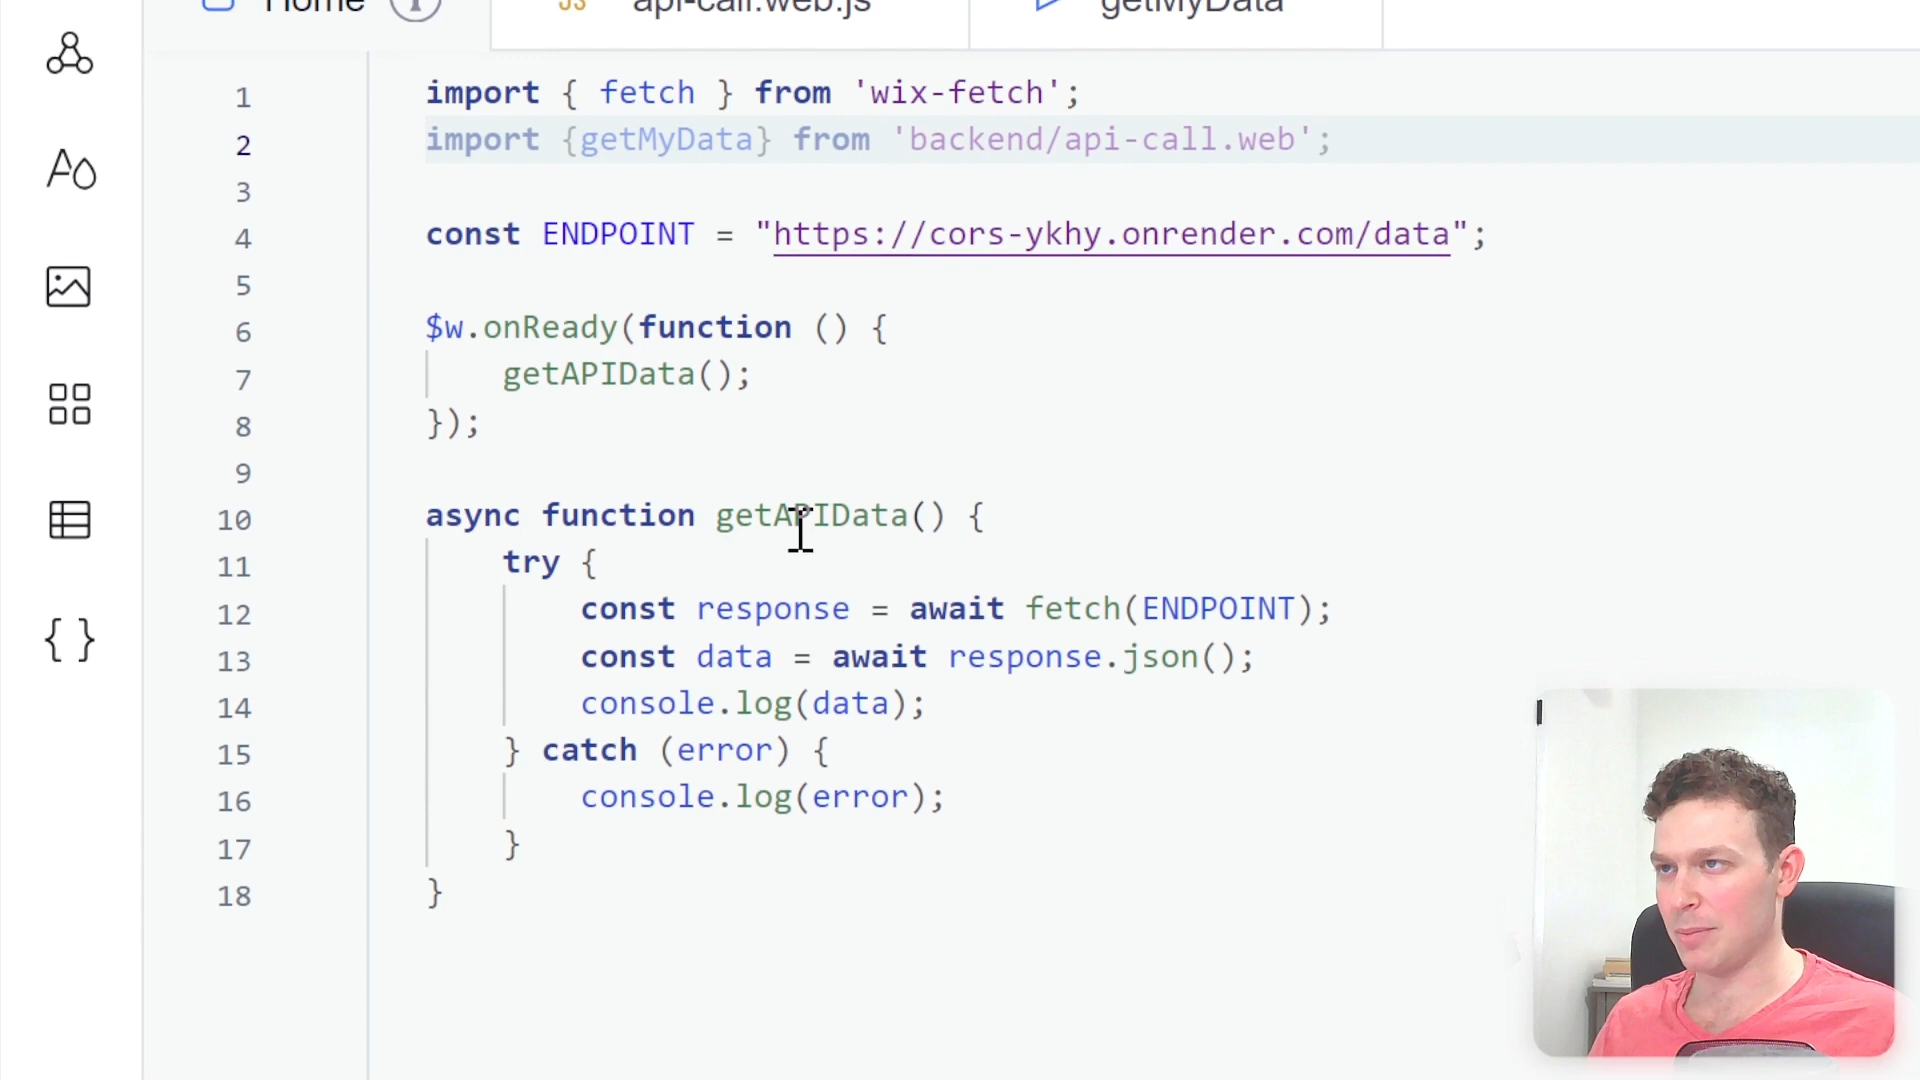 Home
JS api-call.web.js
getMyData
1 import { fetch } from 'wix-fetch';
2 import {getMyData} from 'backend/api-call.web';
3
4 const ENDPOINT = "https://cors-ykhy.onrender.com/data";
5
6 $w.onReady(function () {
7 getAPIData();
8 });
9
10 async function getAPIData() {
11 try {
12 const response = await fetch(ENDPOINT);
13 const data = await response.json();
14 console.log(data);
15 } catch (error) {
16 console.log(error);
17 }
18 }